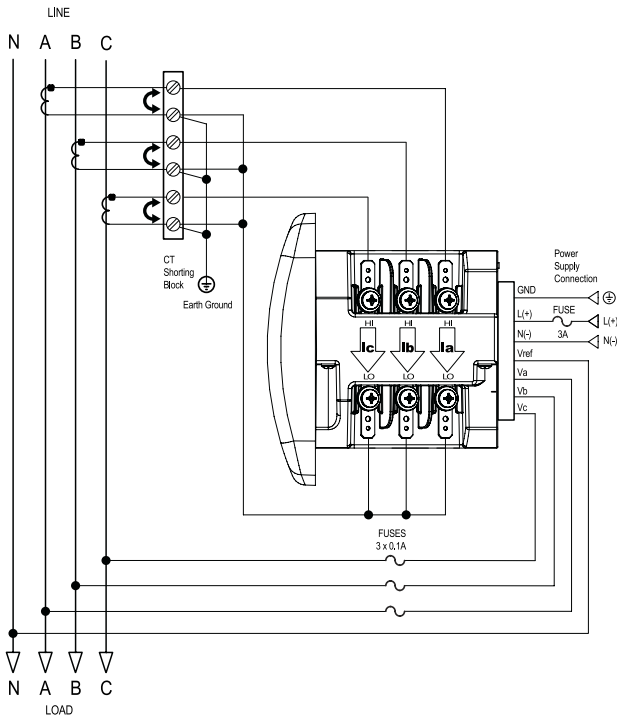 LINE
N A B C
CT
Shorting
Block
Earth Ground
Power
Supply
Connection
GND
L(+)
FUSE
L(+)
N(-)
3A
N(-)
Vref
Va
Vb
Vc
HI HI HI
Ic Ib Ia
LO LO LO
FUSES
3 x 0.1A
N A B C
LOAD